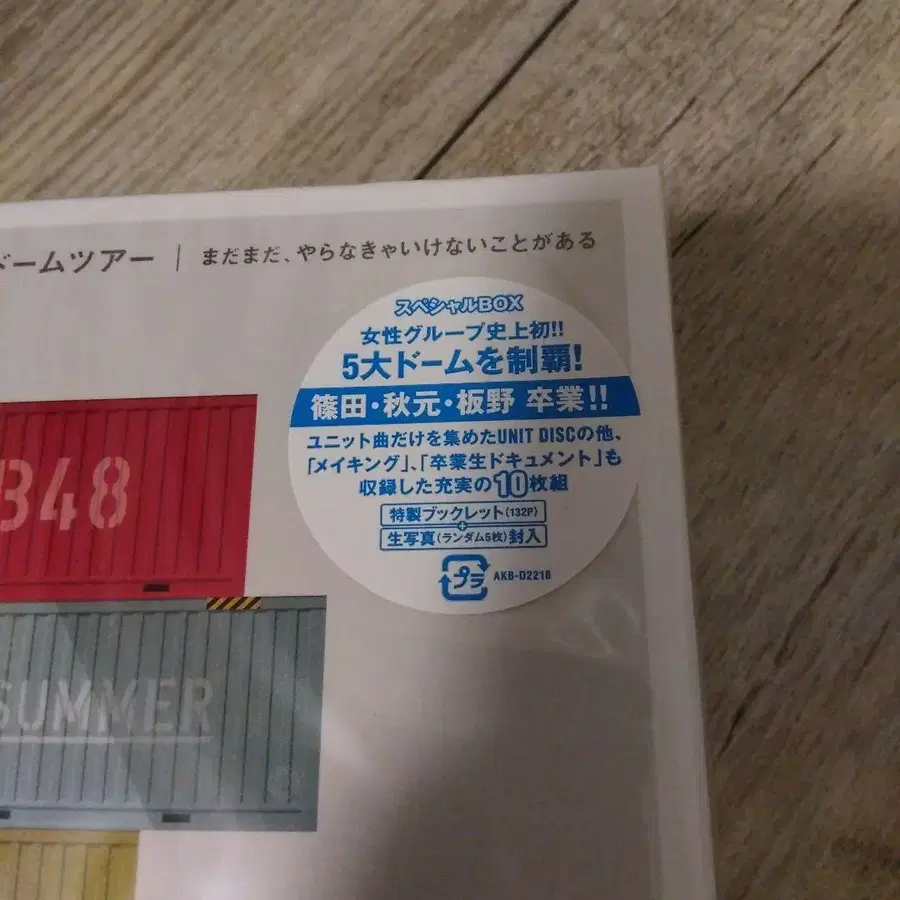 ドームツアー | まだまだ、やらなきゃいけないことがある
スペシャルBOX
女性グループ史上初!!
5大ドームを制覇!
篠田・秋元・板野 卒業!!
ユニット曲だけを集めたUNIT DISCの他、
「メイキング」、「卒業生ドキュメント」も
収録した充実の10枚組
特製ブックレット(132P)
+
生写真(ランダム5枚)封入
プラ
AKB-D2218
B48
SUMMER